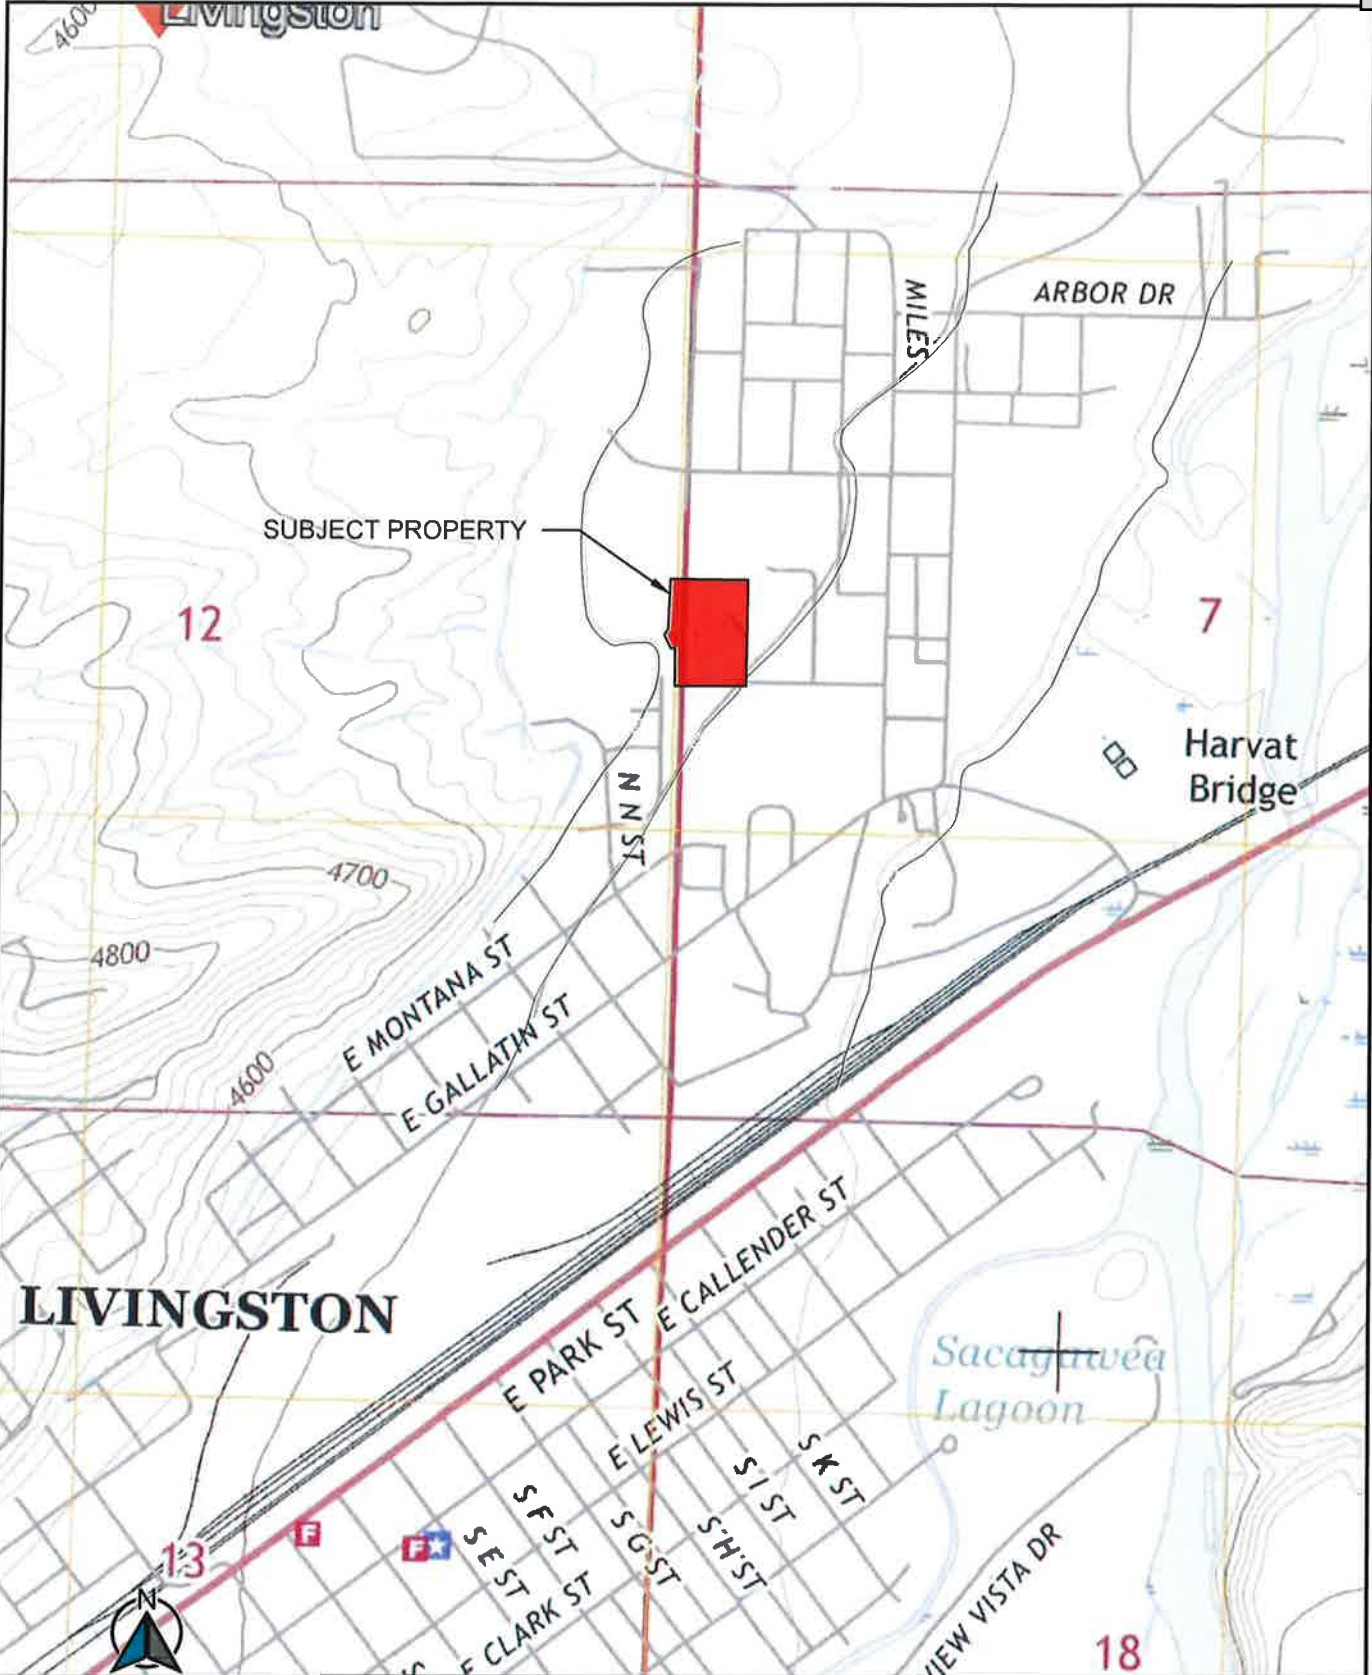 Livingston
4600
MILES
ARBOR DR
SUBJECT PROPERTY
12
7
Harvat
Bridge
N N ST
4700
4800
E MONTANA ST
E GALLATIN ST
4600
LIVINGSTON
E CALLENDER ST
E PARK ST
E LEWIS ST
Sacagawea
Lagoon
S K ST
S I ST
S H ST
S G ST
S F ST
S E ST
F
F
13
E CLARK ST
VIEW VISTA DR
N
18